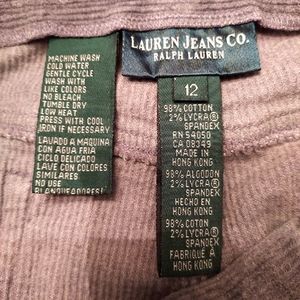 LAUREN JEANS CO.
RALPH LAUREN
12
98% COTTON
2% LYCRA®
SPANDEX
RN 54050
CA 08349
MADE IN
HONG KONG
98% ALGODON
2% LYCRA®
SPANDEX
HECHO EN
HONG KONG
98% COTON
2% LYCRA®
SPANDEX
FABRIQUE A
HONG KONG
MACHINE WASH
COLD WATER
GENTLE CYCLE
WASH WITH
LIKE COLORS
NO BLEACH
TUMBLE DRY
LOW HEAT
PRESS WITH COOL
IRON IF NECESSARY
LAVADO A MAQUINA
CON AGUA FRIA
CICLO DELICADO
LAVE CON COLORES
SIMILARES
NO USE
BLANQUEADORES